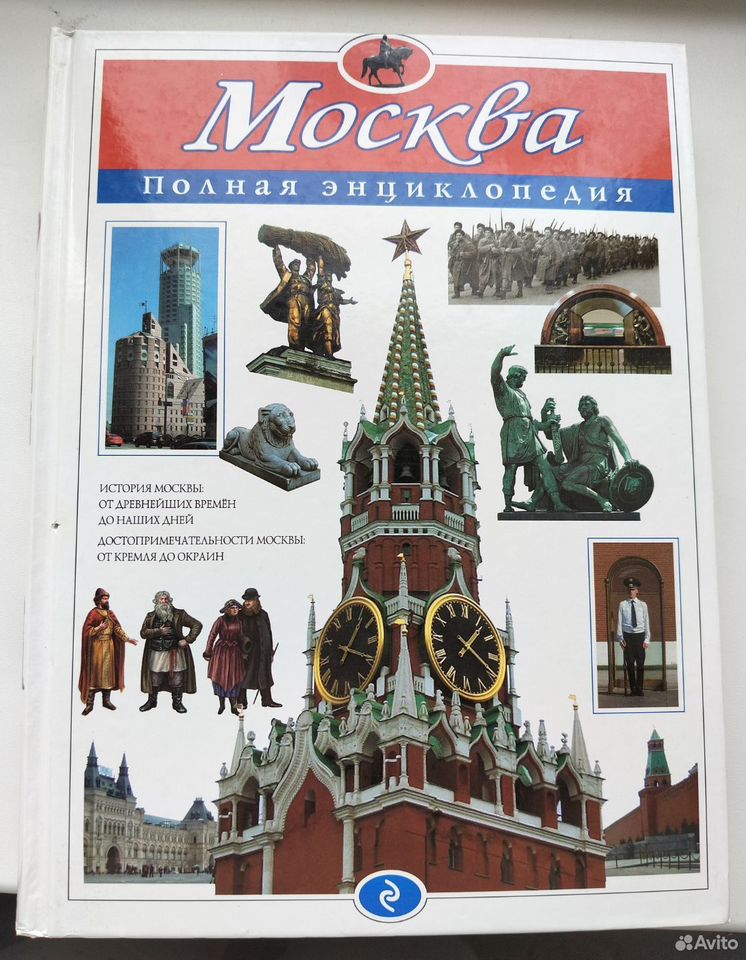 Москва
Полная энциклопедия
ИСТОРИЯ МОСКВЫ:
ОТ ДРЕВНЕЙШИХ ВРЕМЁН
ДО НАШИХ ДНЕЙ
ДОСТОПРИМЕЧАТЕЛЬНОСТИ МОСКВЫ:
ОТ КРЕМЛЯ ДО ОКРАИН
Avito